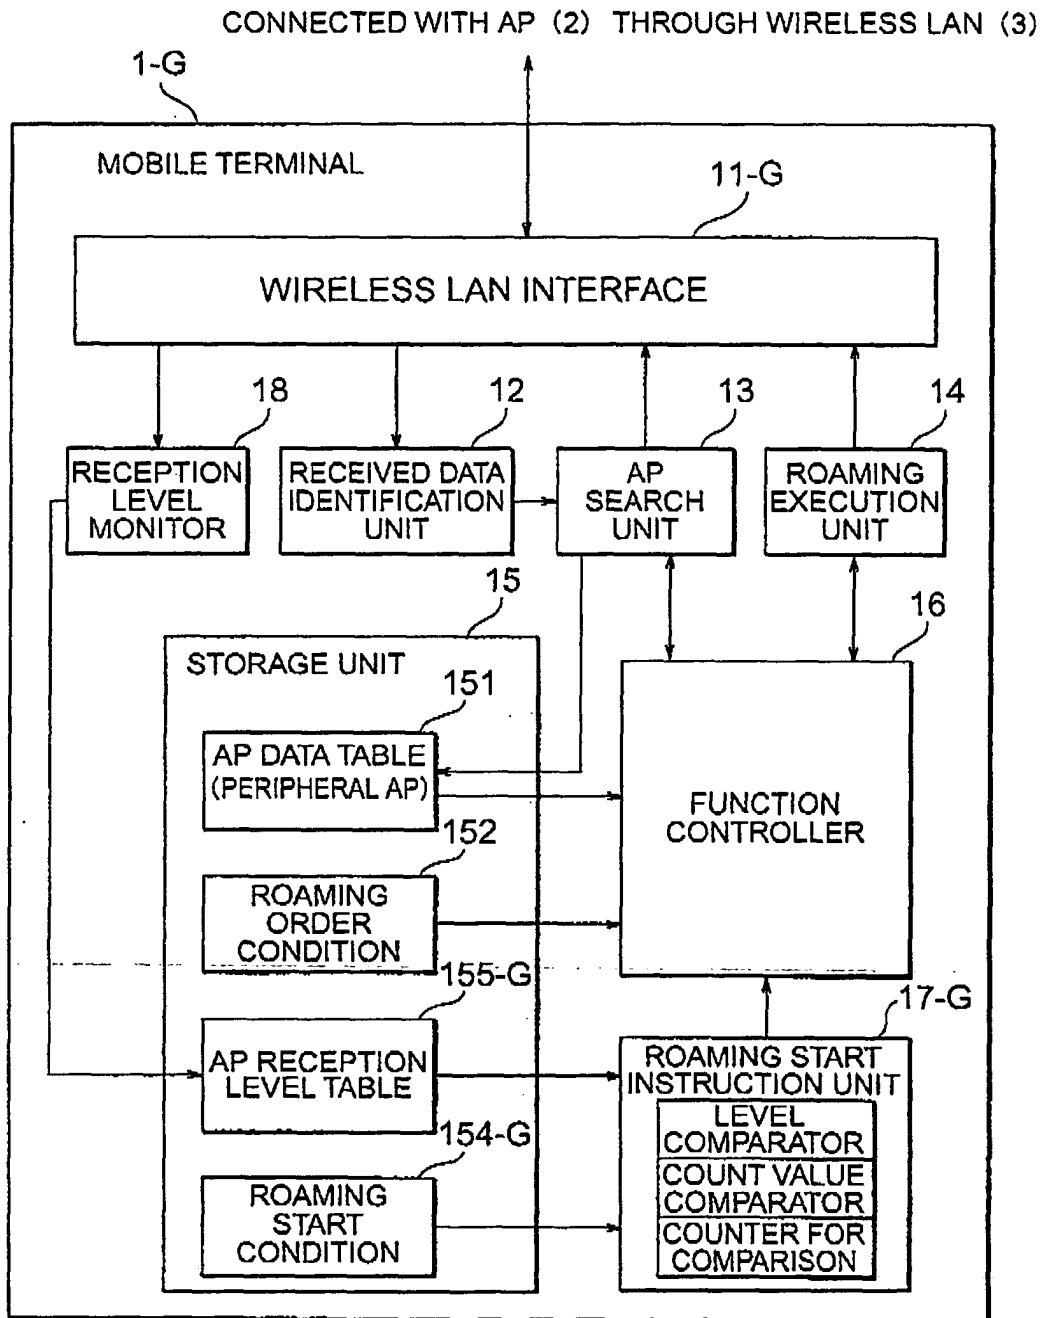 CONNECTED WITH AP (2) THROUGH WIRELESS LAN (3)
1-G
MOBILE TERMINAL
11-G
WIRELESS LAN INTERFACE
18
12
13
14
RECEPTION
LEVEL
MONITOR
RECEIVED DATA
IDENTIFICATION
UNIT
AP
SEARCH
UNIT
ROAMING
EXECUTION
UNIT
15
16
STORAGE UNIT
151
AP DATA TABLE
(PERIPHERAL AP)
FUNCTION
CONTROLLER
152
ROAMING
ORDER
CONDITION
155-G
17-G
AP RECEPTION
LEVEL TABLE
ROAMING START
INSTRUCTION UNIT
LEVEL
COMPARATOR
COUNT VALUE
COMPARATOR
COUNTER FOR
COMPARISON
154-G
ROAMING
START
CONDITION